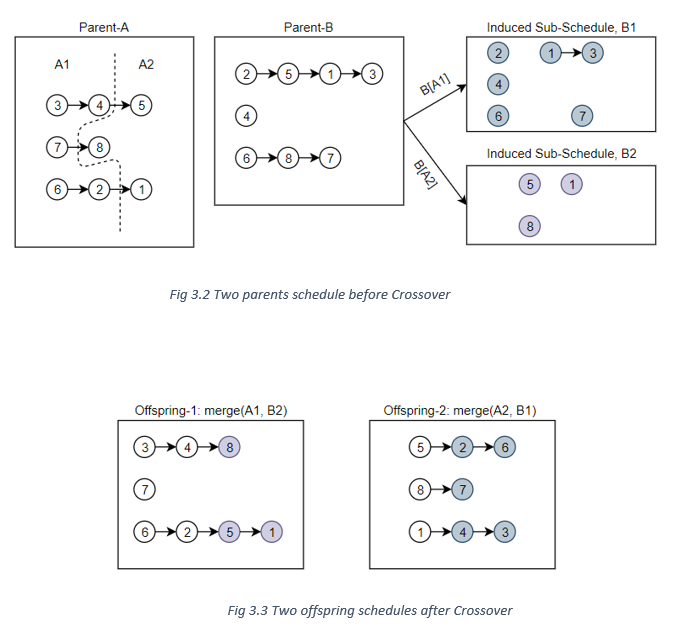 Parent-A
A1 A2
3 4 5
7 8
6 2 1
Parent-B
2 5 1 3
4
6 8 7
B[A1]
B[A2]
Induced Sub-Schedule, B1
2 1 3
4
6 7
Induced Sub-Schedule, B2
5 1
8
Fig 3.2 Two parents schedule before Crossover
Offspring-1: merge(A1, B2)
3 4 8
7
6 2 5 1
Offspring-2: merge(A2, B1)
5 2 6
8 7
1 4 3
Fig 3.3 Two offspring schedules after Crossover